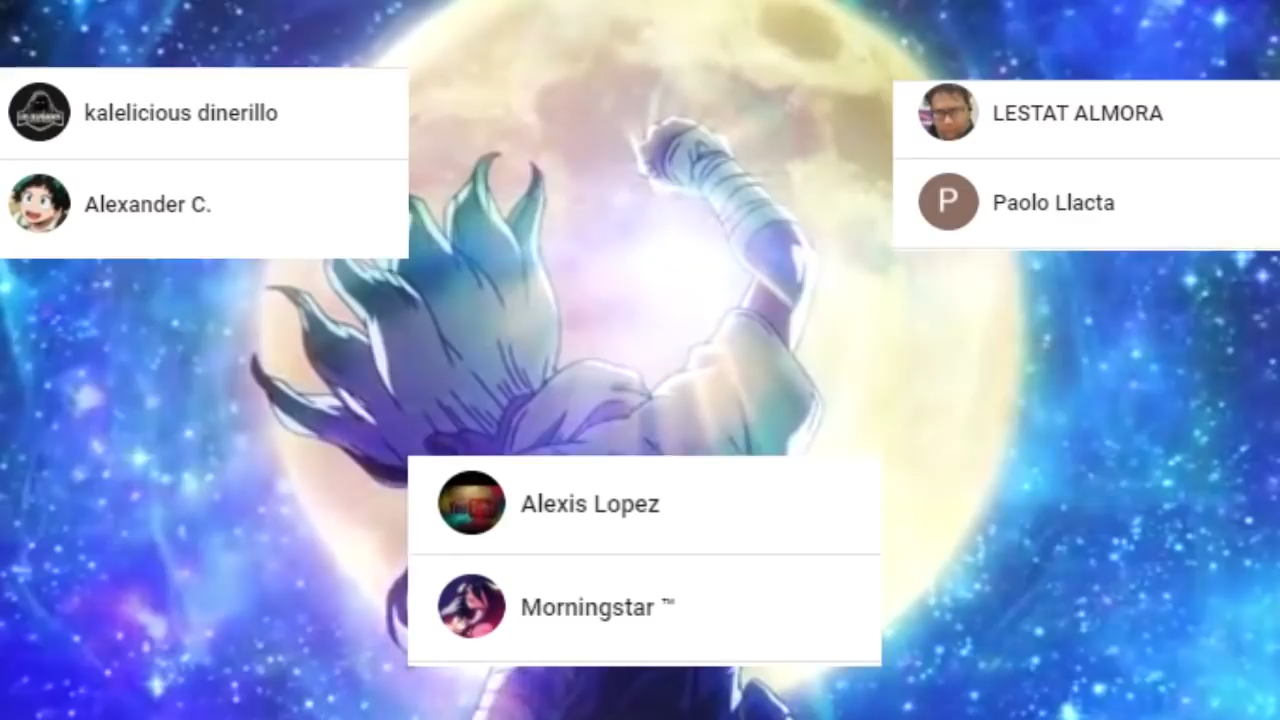 kalelicious dinerillo
Alexander C.
LESTAT ALMORA
P
Paolo Llacta
Alexis Lopez
Morningstar ™